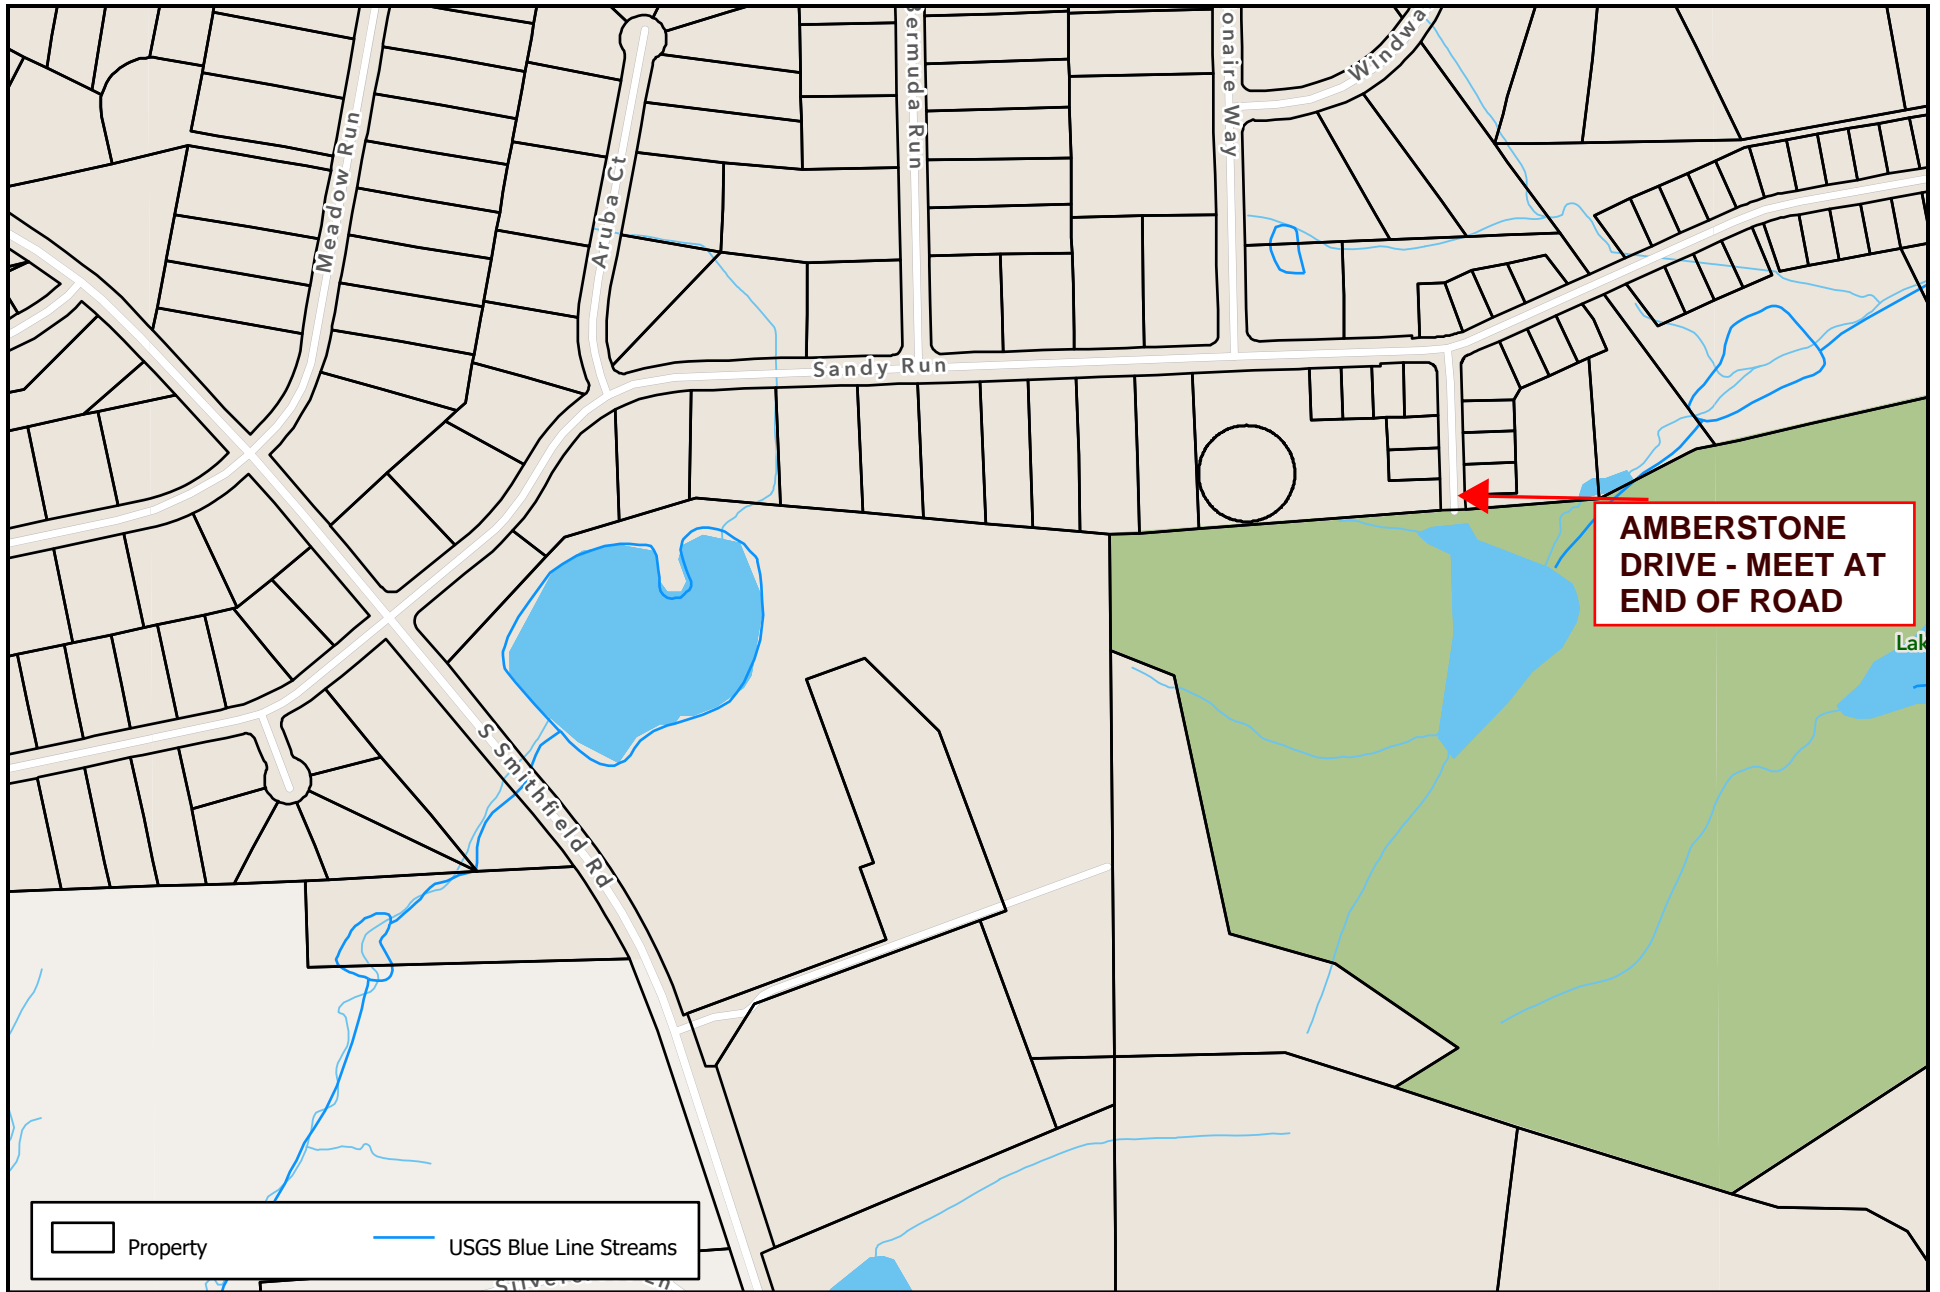 Bermuda Run
onaire Way
Windwa
Meadow Run
Aruba Ct
Sandy Run
AMBERSTONE
DRIVE - MEET AT
END OF ROAD
Lak
S Smithfield Rd
Property
USGS Blue Line Streams